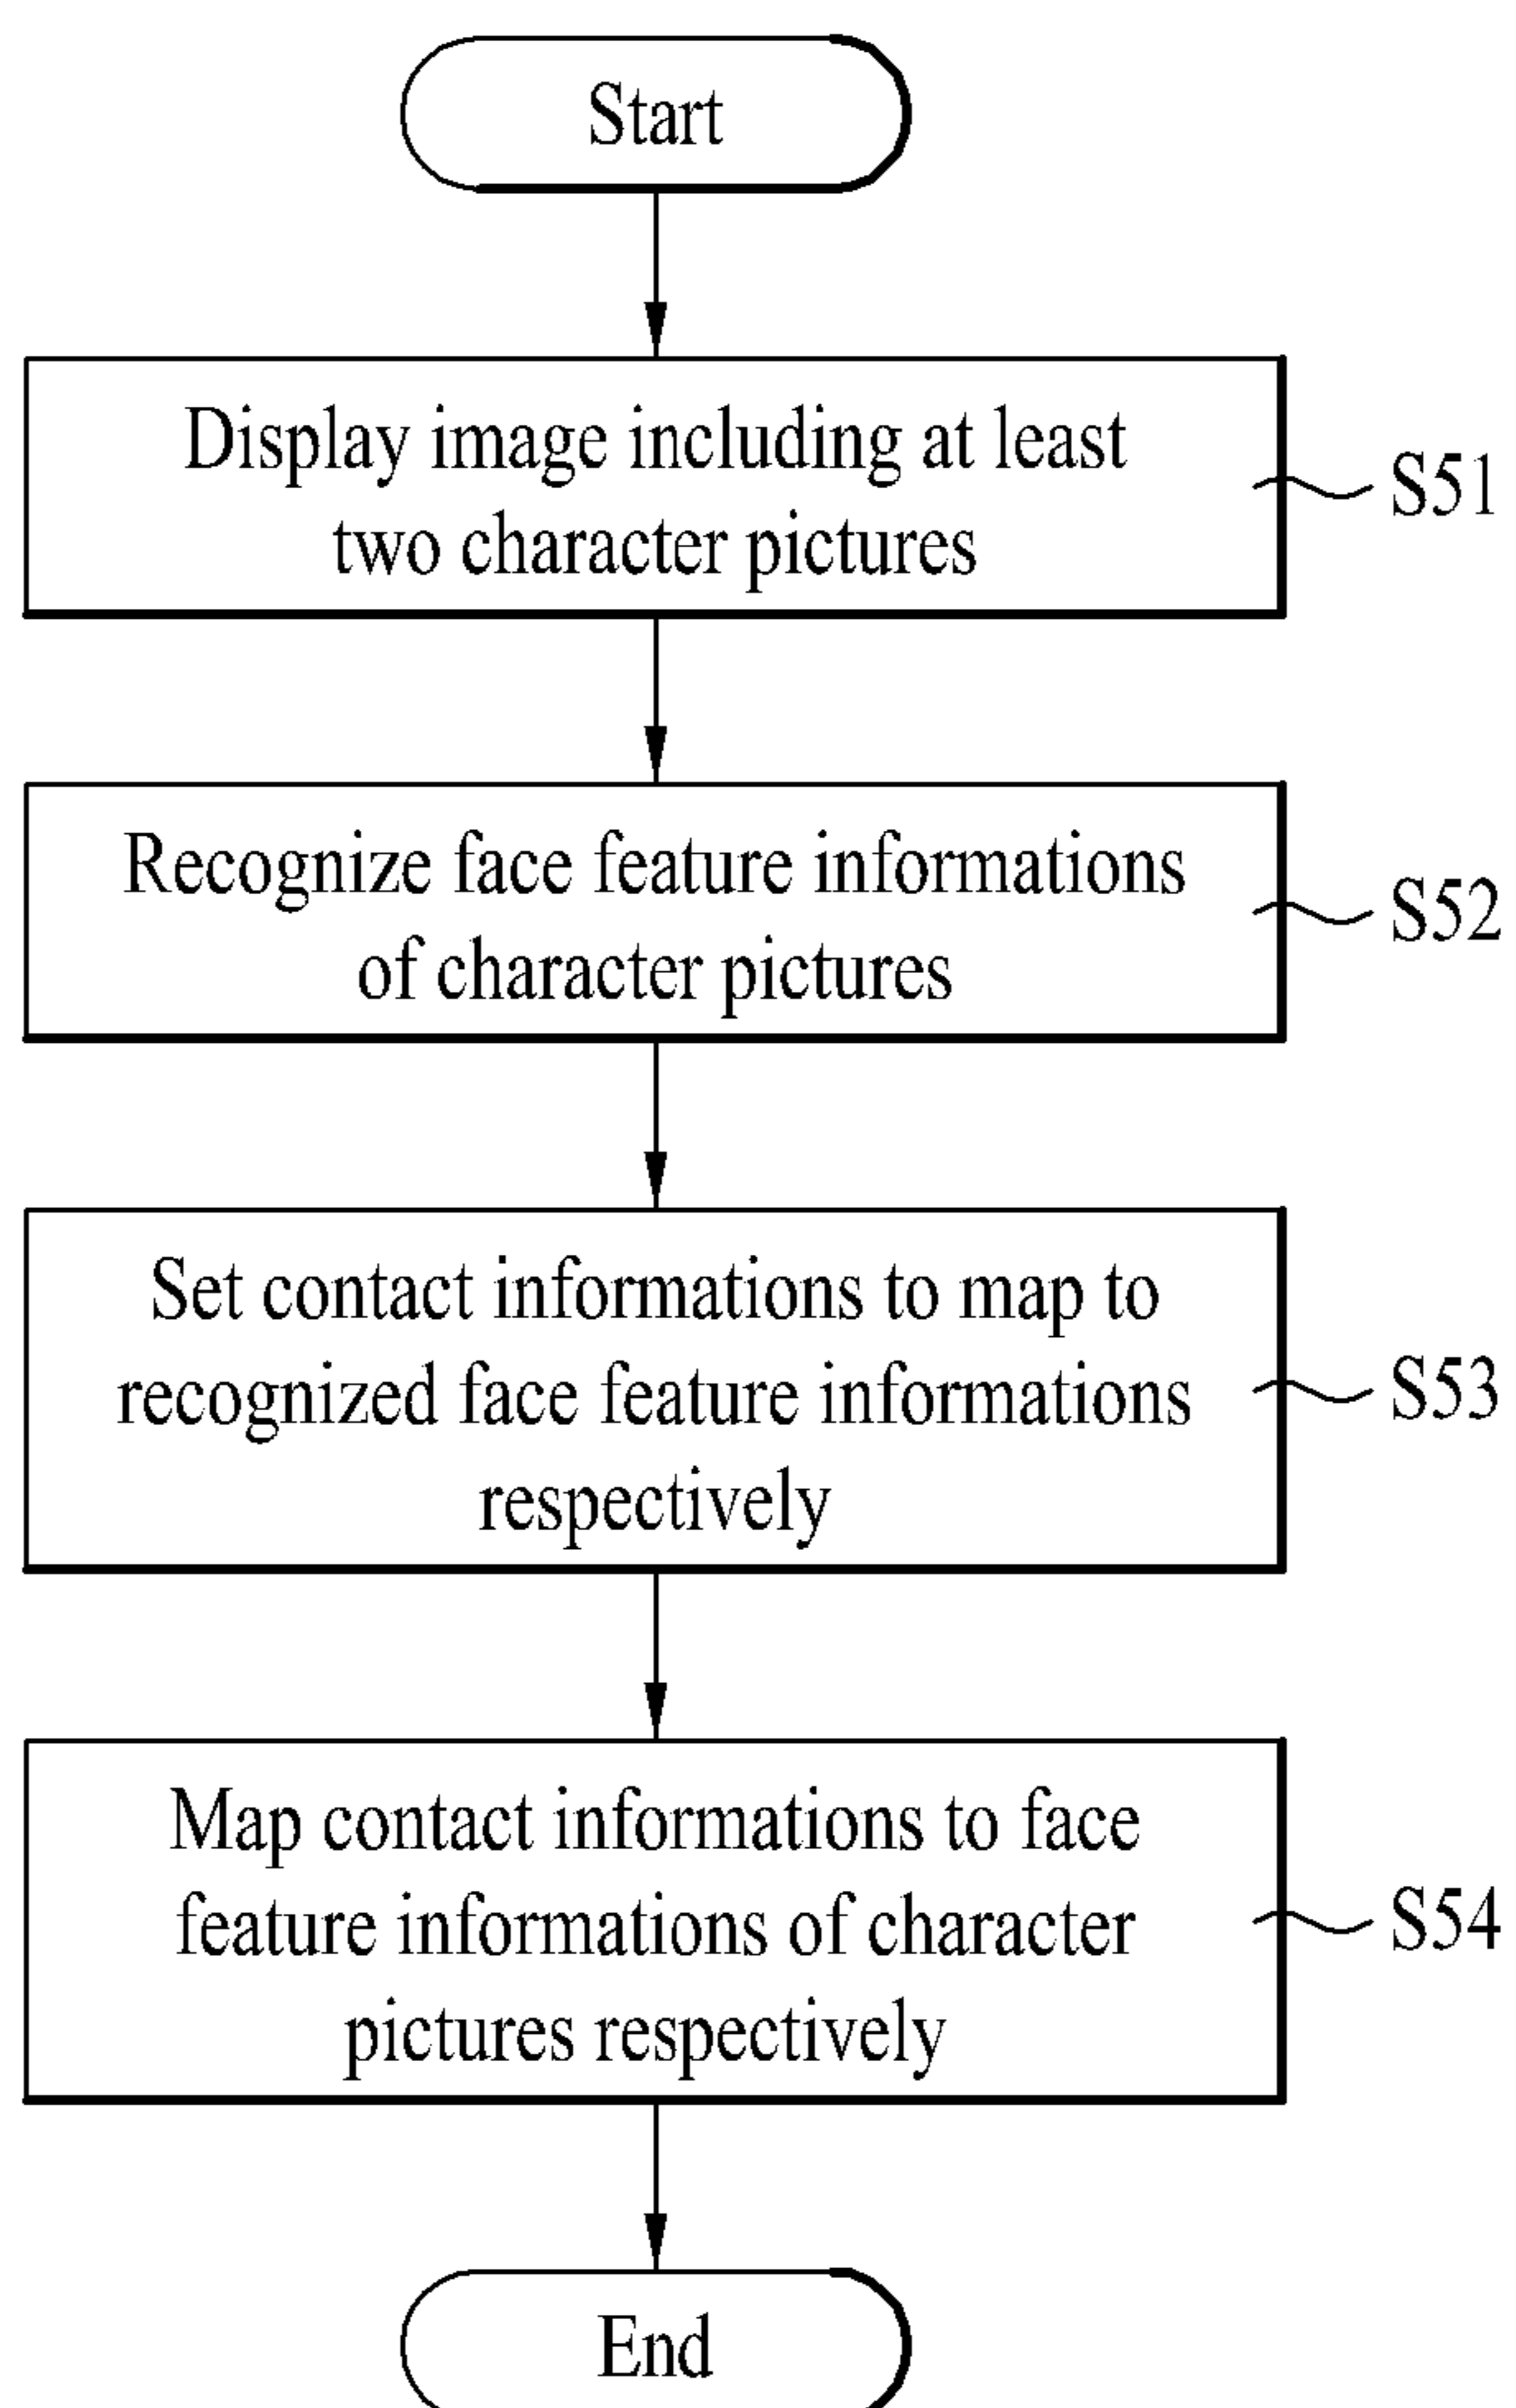 Start
Display image including at least
two character pictures
S51
Recognize face feature informations
of character pictures
S52
Set contact informations to map to
recognized face feature informations
respectively
S53
Map contact informations to face
feature informations of character
pictures respectively
S54
End